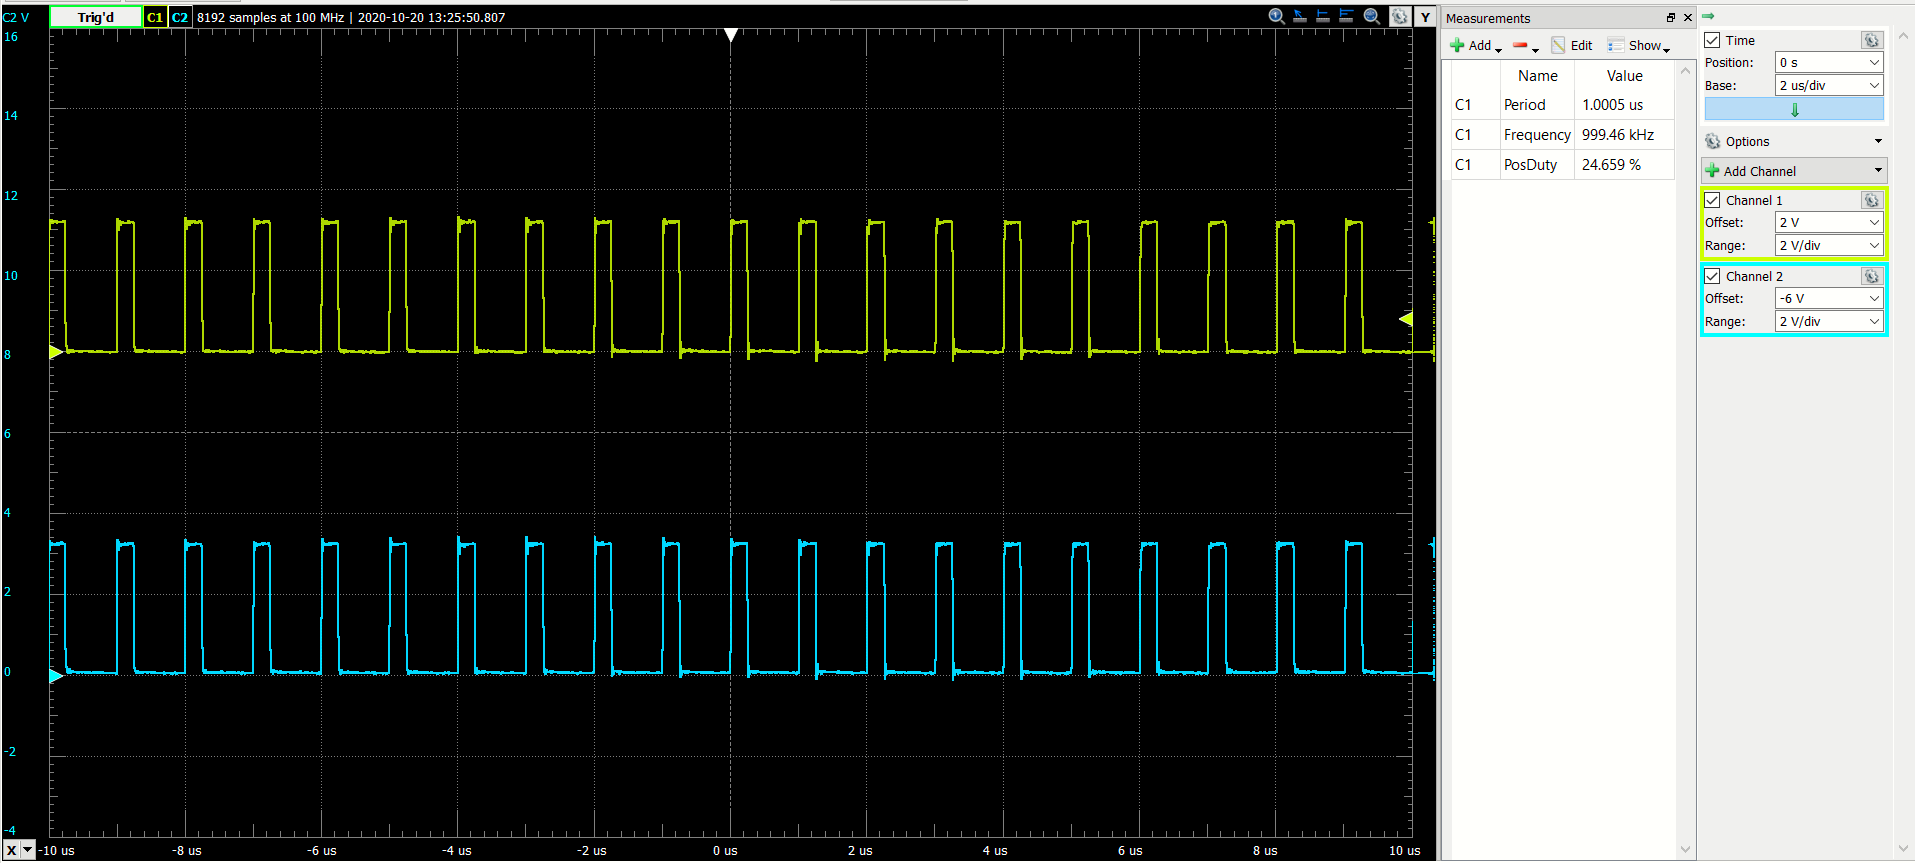 C2 V Trig'd C1 C2 8192 samples at 100 MHz | 2020-10-20 13:25:50.807 Y
16
14
12
10
8
6
4
2
0
-2
-4
X -10 us -8 us -6 us -4 us -2 us 0 us 2 us 4 us 6 us 8 us 10 us
Measurements
Add Edit Show
Name Value
C1 Period 1.0005 us
C1 Frequency 999.46 kHz
C1 PosDuty 24.659 %
Time
Position: 0 s
Base: 2 us/div
Options
Add Channel
Channel 1
Offset: 2 V
Range: 2 V/div
Channel 2
Offset: -6 V
Range: 2 V/div